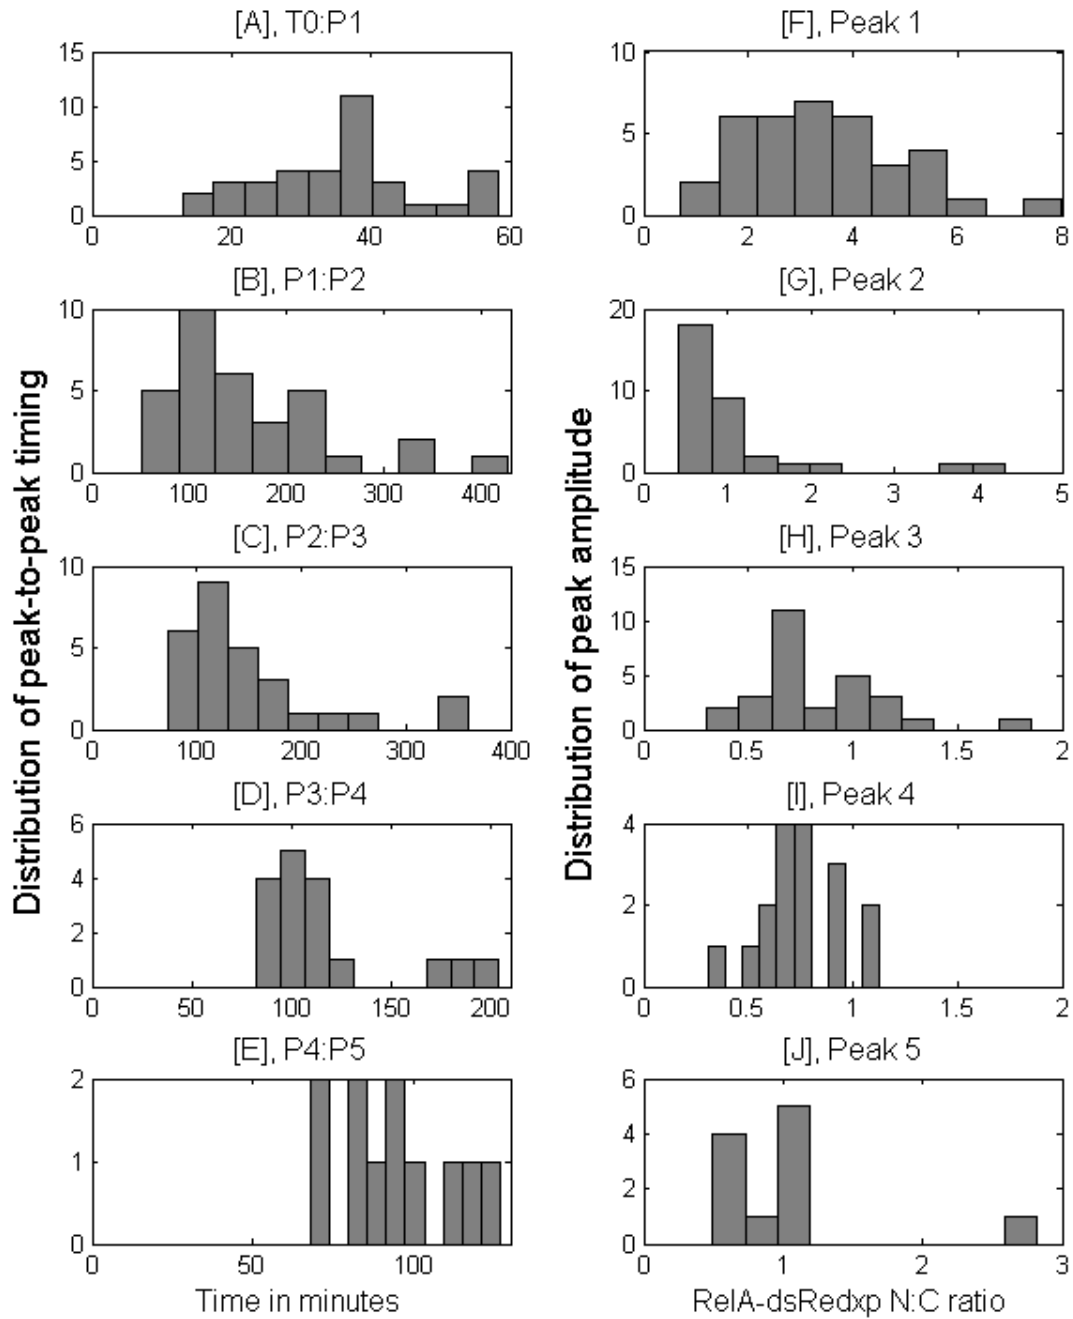 [A], T0:P1
15
10
5
0
0 20 40 60
[B], P1:P2
10
5
0
0 100 200 300 400
[C], P2:P3
10
5
0
0 100 200 300 400
[D], P3:P4
6
4
2
0
0 50 100 150 200
[E], P4:P5
2
1
0
0 50 100
Time in minutes
Distribution of peak-to-peak timing
[F], Peak 1
10
5
0
0 2 4 6 8
[G], Peak 2
20
10
0
0 1 2 3 4 5
[H], Peak 3
15
10
5
0
0 0.5 1 1.5 2
[I], Peak 4
4
2
0
0 0.5 1 1.5 2
[J], Peak 5
6
4
2
0
0 1 2 3
RelA-dsRedxp N:C ratio
Distribution of peak amplitude